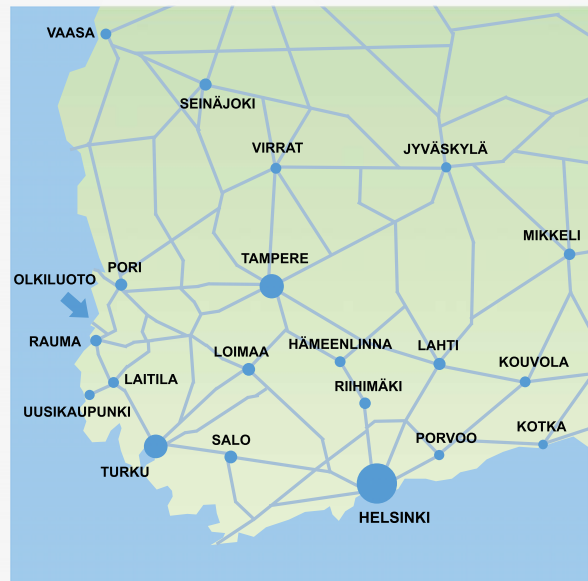 VAASA
SEINÄJOKI
VIRRAT
JYVÄSKYLÄ
MIKKELI
TAMPERE
PORI
OLKILUOTO
RAUMA
LOIMAA
HÄMEENLINNA
LAHTI
KOUVOLA
LAITILA
RIIHIMÄKI
UUSIKAUPUNKI
KOTKA
SALO
PORVOO
TURKU
HELSINKI